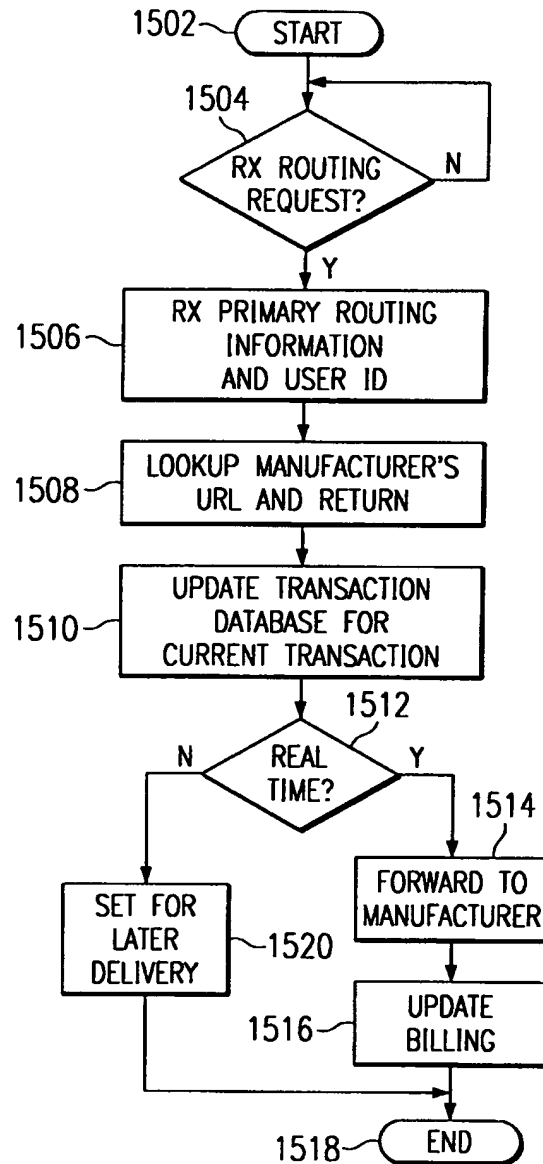 1502
START
1504
RX ROUTING
REQUEST?
N
Y
1506
RX PRIMARY ROUTING
INFORMATION
AND USER ID
1508
LOOKUP MANUFACTURER'S
URL AND RETURN
1510
UPDATE TRANSACTION
DATABASE FOR
CURRENT TRANSACTION
1512
N
REAL
TIME?
Y
1514
FORWARD TO
MANUFACTURER
SET FOR
LATER
DELIVERY
1520
1516
UPDATE
BILLING
1518
END